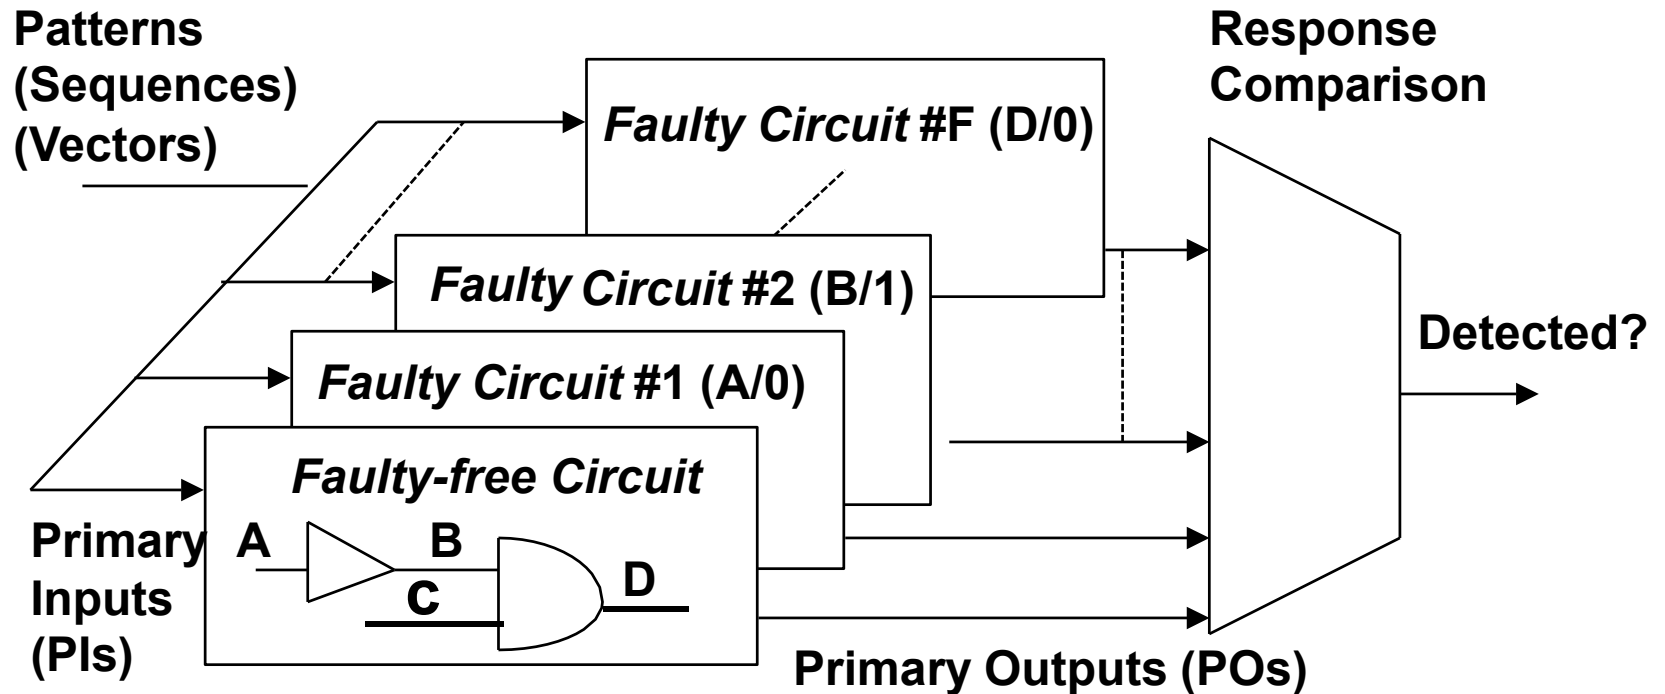 Patterns
(Sequences)
(Vectors)
Response
Comparison
Faulty Circuit #F (D/0)
Faulty Circuit #2 (B/1)
Detected?
Faulty Circuit #1 (A/0)
Faulty-free Circuit
Primary
Inputs
(PIs)
A
B
C
D
Primary Outputs (POs)